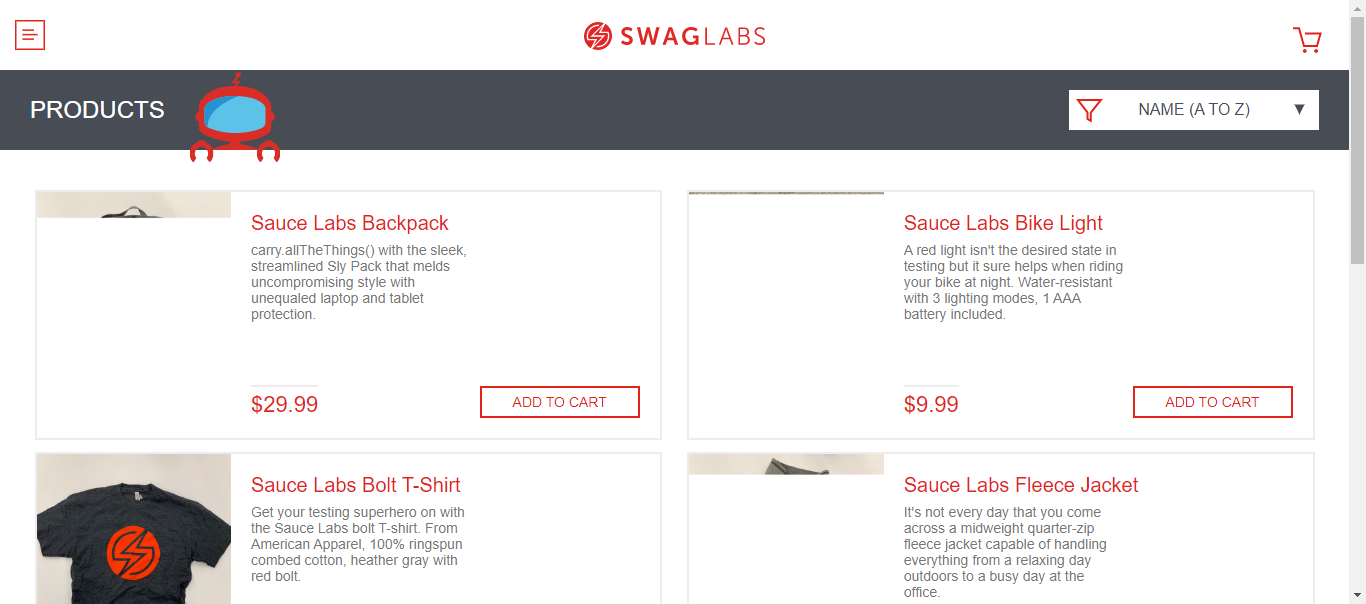 SWAGLABS
PRODUCTS
NAME (A TO Z)
Sauce Labs Backpack
carry.allTheThings() with the sleek,
streamlined Sly Pack that melds
uncompromising style with
unequaled laptop and tablet
protection.
$29.99
ADD TO CART
Sauce Labs Bike Light
A red light isn't the desired state in
testing but it sure helps when riding
your bike at night. Water-resistant
with 3 lighting modes, 1 AAA
battery included.
$9.99
ADD TO CART
Sauce Labs Bolt T-Shirt
Get your testing superhero on with
the Sauce Labs bolt T-shirt. From
American Apparel, 100% ringspun
combed cotton, heather gray with
red bolt.
Sauce Labs Fleece Jacket
It's not every day that you come
across a midweight quarter-zip
fleece jacket capable of handling
everything from a relaxing day
outdoors to a busy day at the
office.